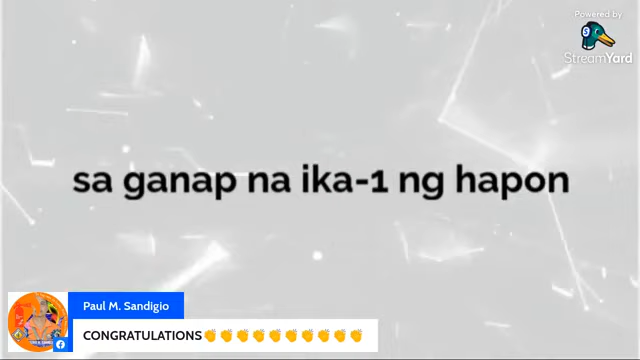 Powered by
StreamYard
sa ganap na ika-1 ng hapon
Paul M. Sandigio
CONGRATULATIONS👏👏👏👏👏👏👏👏👏👏